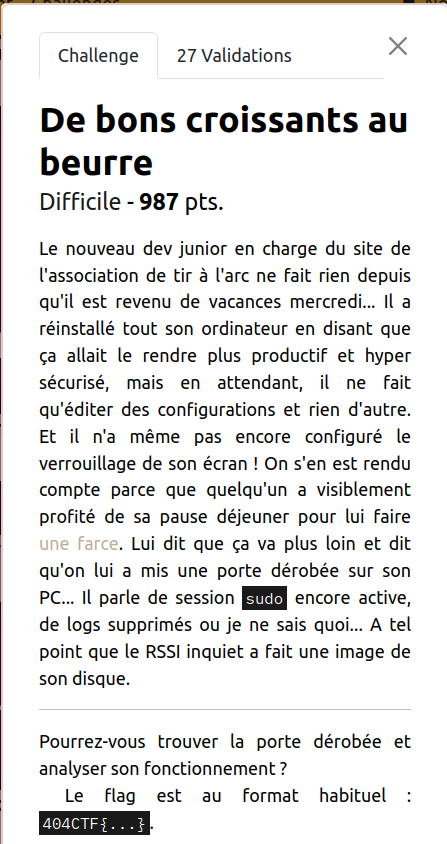 Challenge
27 Validations
De bons croissants au
beurre
Difficile - 987 pts.
Le nouveau dev junior en charge du site de
l'association de tir à l'arc ne fait rien depuis
qu'il est revenu de vacances mercredi... Il a
réinstallé tout son ordinateur en disant que
ça allait le rendre plus productif et hyper
sécurisé, mais en attendant, il ne fait
qu'éditer des configurations et rien d'autre.
Et il n'a même pas encore configuré le
verrouillage de son écran ! On s'en est rendu
compte parce que quelqu'un a visiblement
profité de sa pause déjeuner pour lui faire
une farce. Lui dit que ça va plus loin et dit
qu'on lui a mis une porte dérobée sur son
PC... Il parle de session sudo encore active,
de logs supprimés ou je ne sais quoi... A tel
point que le RSSI inquiet a fait une image de
son disque.
Pourrez-vous trouver la porte dérobée et
analyser son fonctionnement ?
Le flag est au format habituel :
404CTF{...}.